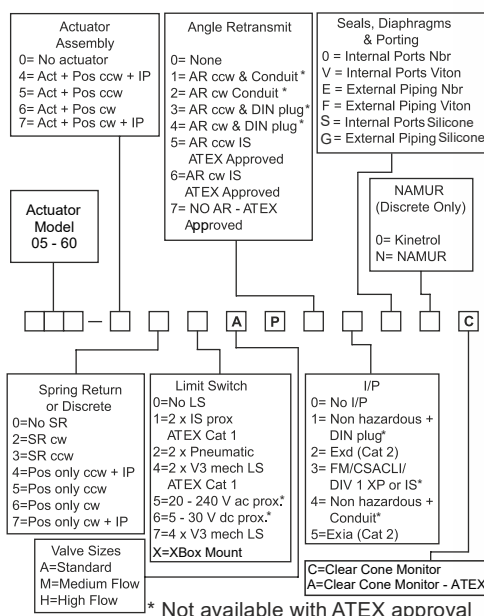 Actuator
Assembly
0= No actuator
4= Act + Pos ccw + IP
5= Act + Pos ccw
6= Act + Pos cw
7= Act + Pos cw + IP
Angle Retransmit
0= None
1= AR ccw & Conduit *
2= AR cw Conduit *
3= AR ccw & DIN plug*
4= AR cw & DIN plug*
5= AR ccw IS
ATEX Approved
6=AR cw IS
ATEX Approved
7= NO AR - ATEX
Approved
Seals, Diaphragms
& Porting
0 = Internal Ports Nbr
V = Internal Ports Viton
E = External Piping Nbr
F = External Piping Viton
S = Internal Ports Silicone
G= External Piping Silicone
Actuator
Model
05 - 60
NAMUR
(Discrete Only)
0= Kinetrol
N= NAMUR
— A P C
Spring Return
or Discrete
0=No SR
2=SR cw
3=SR ccw
4=Pos only ccw + IP
5=Pos only ccw
6=Pos only cw
7=Pos only cw + IP
Limit Switch
0=No LS
1=2 x IS prox
ATEX Cat 1
2=2 x Pneumatic
4=2 x V3 mech LS
ATEX Cat 1
5=20 - 240 V ac prox.*
6=5 - 30 V dc prox.*
7=4 x V3 mech LS
X=XBox Mount
I/P
0= No I/P
1= Non hazardous +
DIN plug*
2= Exd (Cat 2)
3= FM/CSACLI/
DIV 1 XP or IS*
4= Non hazardous +
Conduit*
5=Exia (Cat 2)
Valve Sizes
A=Standard
M=Medium Flow
H=High Flow
C=Clear Cone Monitor
A=Clear Cone Monitor - ATEX
* Not available with ATEX approval